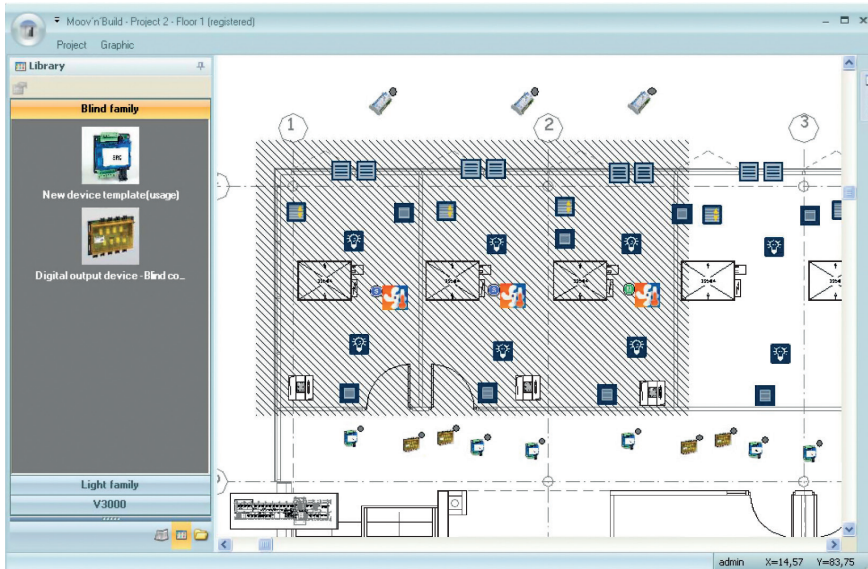 Moov'n'Build - Project 2 - Floor 1 (registered)
Project Graphic
Library
Blind family
New device template(usage)
Digital output device - Blind co...
Light family
V3000
1
2
3
admin X=14,57 Y=83,75